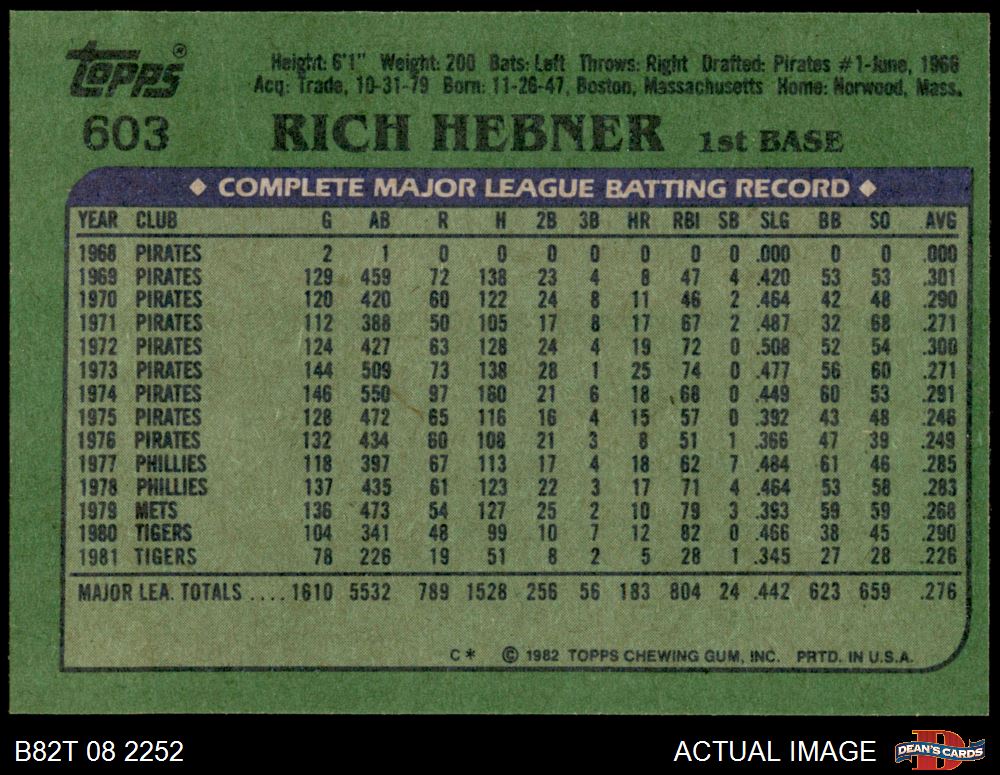 Topps®
Height: 6'1" Weight: 200 Bats: Left Throws: Right Drafted: Pirates #1-June, 1966
Acq: Trade, 10-31-79 Born: 11-26-47, Boston, Massachusetts Home: Norwood, Mass.
603 RICH HEBNER 1st BASE
◆ COMPLETE MAJOR LEAGUE BATTING RECORD ◆
YEAR CLUB G AB R H 2B 3B HR RBI SB SLG BB SO AVG
1968 PIRATES 2 1 0 0 0 0 0 0 0 .000 0 0 .000
1969 PIRATES 129 459 72 138 23 4 8 47 4 .420 53 53 .301
1970 PIRATES 120 420 60 122 24 8 11 46 2 .464 42 48 .290
1971 PIRATES 112 388 50 105 17 8 17 67 2 .487 32 68 .271
1972 PIRATES 124 427 63 128 24 4 19 72 0 .508 52 54 .300
1973 PIRATES 144 509 73 138 28 1 25 74 0 .477 56 60 .271
1974 PIRATES 146 550 97 160 21 6 18 68 0 .449 60 53 .291
1975 PIRATES 128 472 65 116 16 4 15 57 0 .392 43 48 .246
1976 PIRATES 132 434 60 108 21 3 8 51 1 .366 47 39 .249
1977 PHILLIES 118 397 67 113 17 4 18 62 7 .484 61 46 .285
1978 PHILLIES 137 435 61 123 22 3 17 71 4 .464 53 58 .283
1979 METS 136 473 54 127 25 2 10 79 3 .393 59 59 .268
1980 TIGERS 104 341 48 99 10 7 12 82 0 .466 38 45 .290
1981 TIGERS 78 226 19 51 8 2 5 28 1 .345 27 28 .226
MAJOR LEA. TOTALS .... 1610 5532 789 1528 256 56 183 804 24 .442 623 659 .276
C* © 1982 TOPPS CHEWING GUM, INC. PRTD. IN U.S.A.
B82T 08 2252 ACTUAL IMAGE DEAN'S CARDS